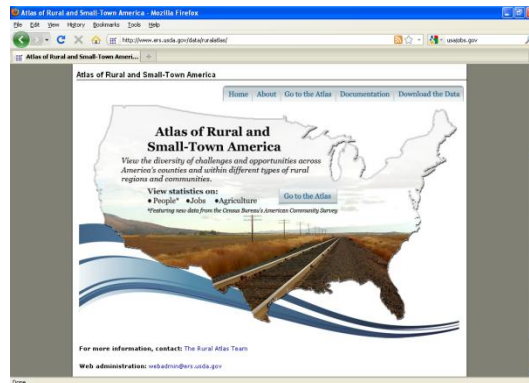 Atlas of Rural and Small-Town America - Mozilla Firefox
File Edit View History Bookmarks Tools Help
http://www.ers.usda.gov/data/ruralatlas/
usajobs.gov
Atlas of Rural and Small-Town Ameri...
Atlas of Rural and Small-Town America
Home About Go to the Atlas Documentation Download the Data
Atlas of Rural and
Small-Town America
View the diversity of challenges and opportunities across
America's counties and within different types of rural
regions and communities.
View statistics on:
• People* • Jobs • Agriculture
Go to the Atlas
*Featuring new data from the Census Bureau's American Community Survey
For more information, contact: The Rural Atlas Team
Web administration: webadmin@ers.usda.gov
Done